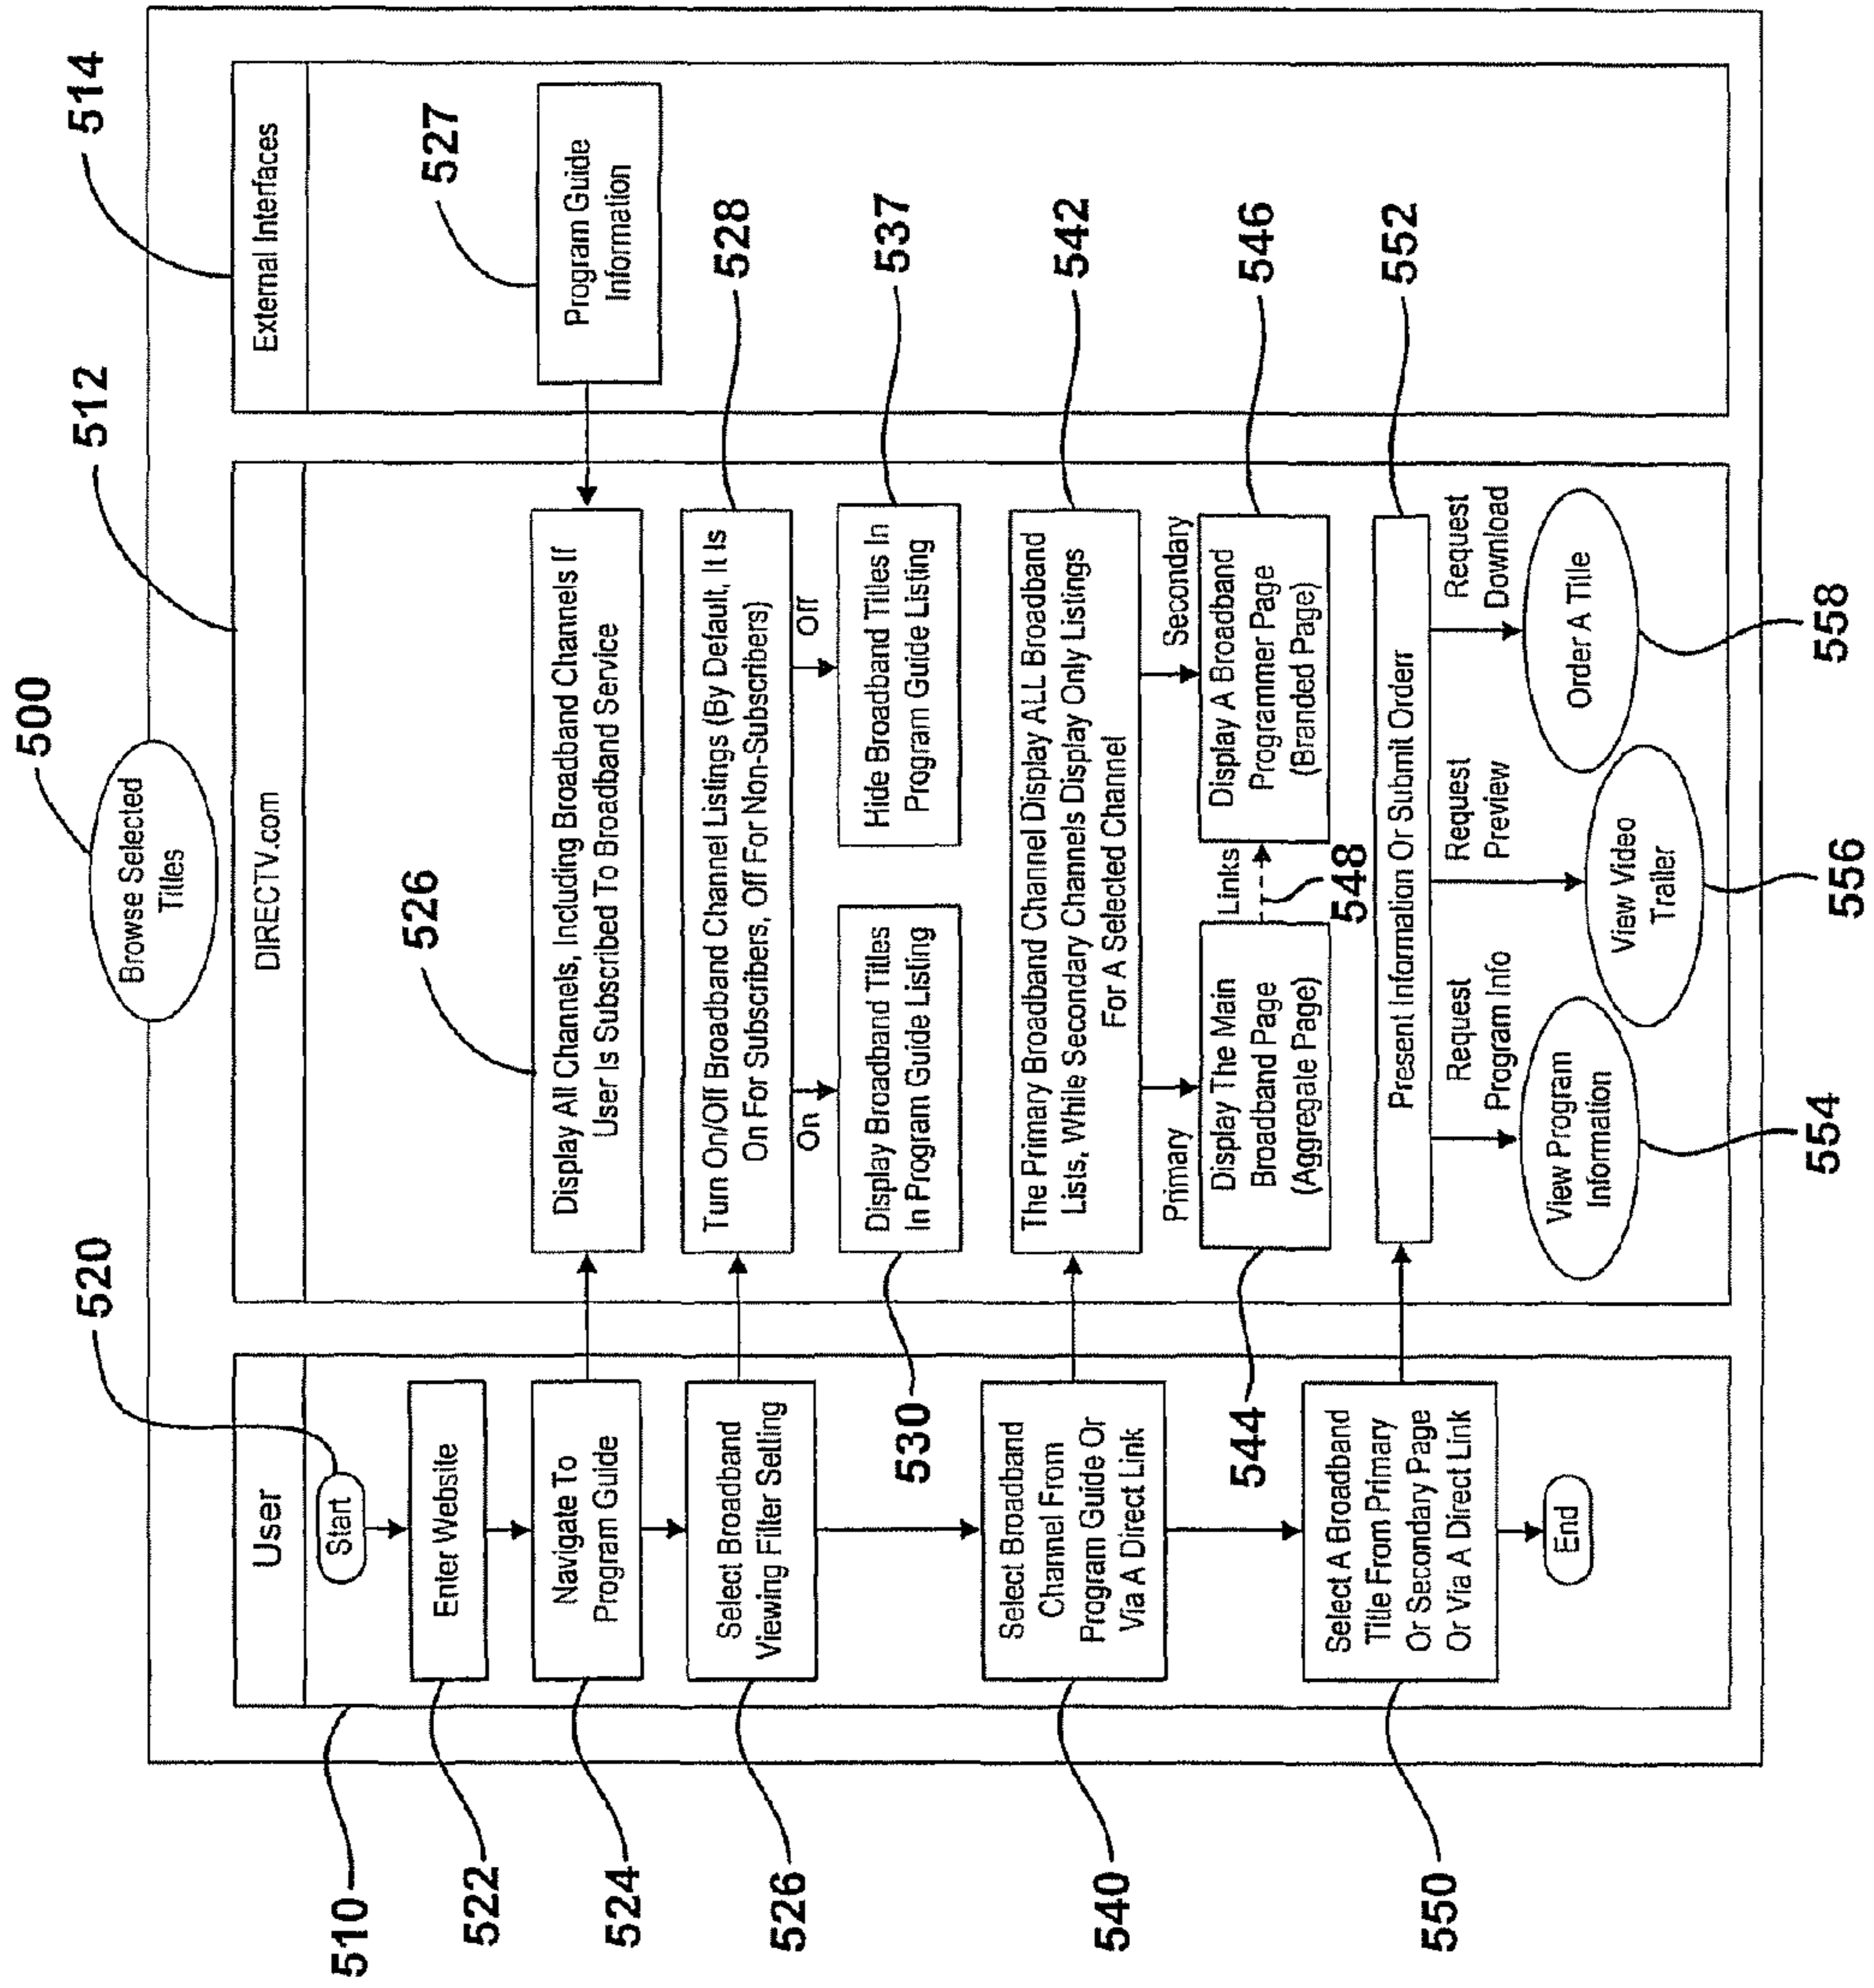 500
Browse Selected
Titles
510
User
520
Start
522
Enter Website
524
Navigate To
Program Guide
526
Select Broadband
Viewing Filter Setting
540
Select Broadband
Channel From
Program Guide Or
Via A Direct Link
550
Select A Broadband
Title From Primary
Or Secondary Page
Or Via A Direct Link
End
512
DIRECTV.com
526
Display All Channels, Including Broadband Channels If
User Is Subscribed To Broadband Service
528
Turn On/Off Broadband Channel Listings (By Default, It Is
On For Subscribers, Off For Non-Subscribers)
On
Off
530
Display Broadband Titles
In Program Guide Listing
537
Hide Broadband Titles In
Program Guide Listing
542
The Primary Broadband Channel Display ALL Broadband
Lists, While Secondary Channels Display Only Listings
For A Selected Channel
Primary
Secondary
544
Display The Main
Broadband Page
(Aggregate Page)
Links
548
546
Display A Broadband
Programmer Page
(Branded Page)
552
Present Information Or Submit Orderr
Request
Program Info
Request
Preview
Request
Download
View Program
Information
554
View Video
Trailer
556
Order A Title
558
514
External Interfaces
527
Program Guide
Information